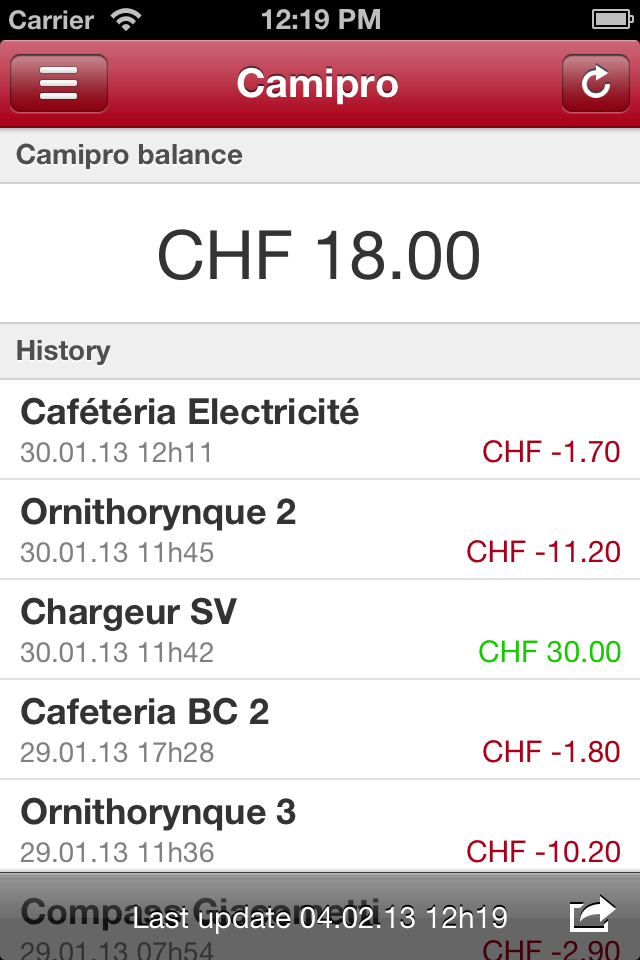 Carrier 12:19 PM
Camipro
Camipro balance
CHF 18.00
History
Cafétéria Electricité
30.01.13 12h11 CHF -1.70
Ornithorynque 2
30.01.13 11h45 CHF -11.20
Chargeur SV
30.01.13 11h42 CHF 30.00
Cafeteria BC 2
29.01.13 17h28 CHF -1.80
Ornithorynque 3
29.01.13 11h36 CHF -10.20
Compass Giacometti
Last update 04.02.13 12h19
29.01.13 07h54 CHF -2.90